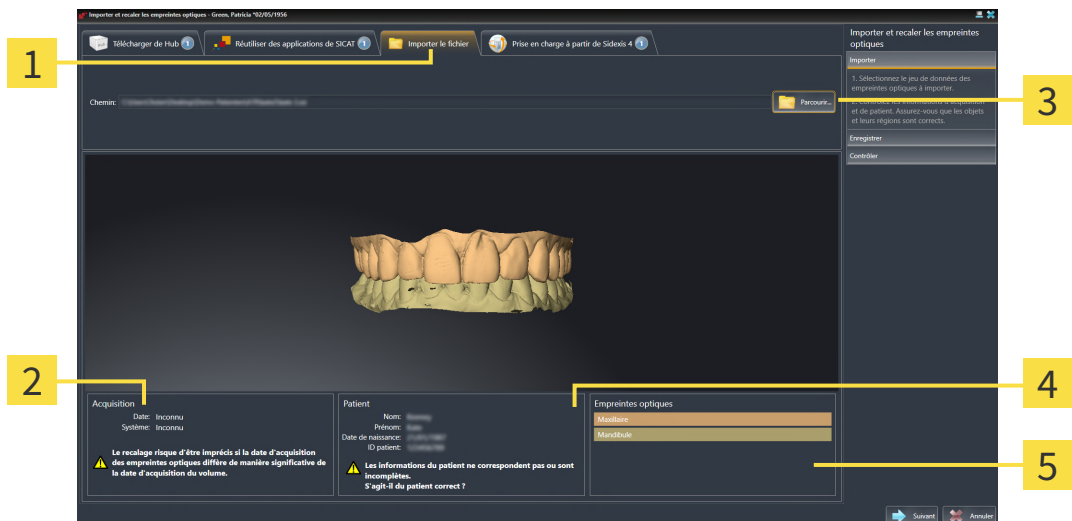 Importer et recaler les empreintes optiques - Green, Patricia *02/05/1956
Télécharger de Hub 1
Réutiliser des applications de SICAT 1
Importer le fichier
Prise en charge à partir de Sidexis 4 1
Importer et recaler les empreintes
optiques
Importer
1. Sélectionnez le jeu de données des
empreintes optiques à importer.
2. Contrôlez les informations d'acquisition
et de patient. Assurez-vous que les objets
et leurs régions sont corrects.
Enregistrer
Contrôler
1
Chemin:
Parcourir...
3
2
Acquisition
Date: Inconnu
Système: Inconnu
Le recalage risque d'être imprécis si la date d'acquisition
des empreintes optiques diffère de manière significative de
la date d'acquisition du volume.
Patient
Nom:
Prénom:
Date de naissance:
ID patient:
Les informations du patient ne correspondent pas ou sont
incomplètes.
S'agit-il du patient correct ?
Empreintes optiques
Maxillaire
Mandibule
4
5
Suivant
Annuler